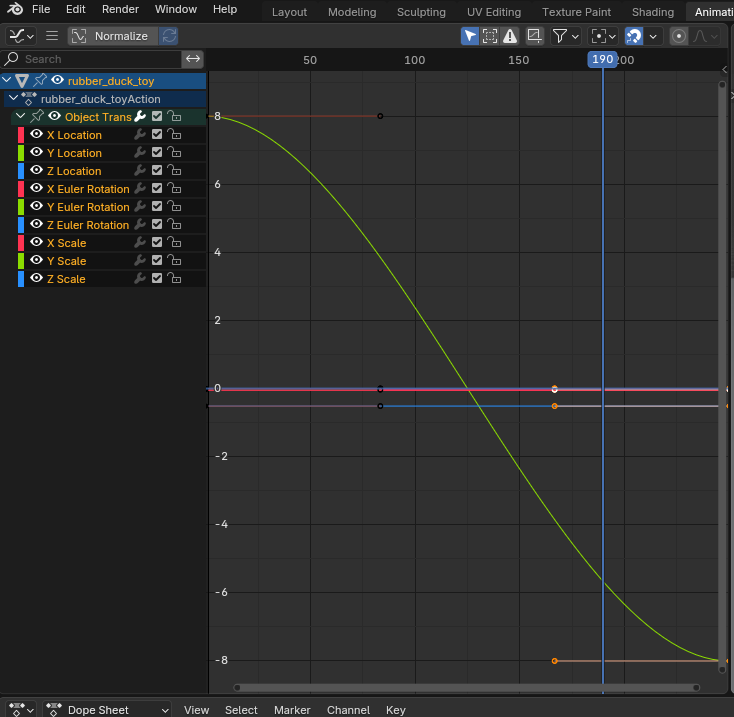 File Edit Render Window Help Layout Modeling Sculpting UV Editing Texture Paint Shading Animati
Normalize
Search
50 100 150 190 200
rubber_duck_toy
rubber_duck_toyAction
Object Trans
X Location
Y Location
Z Location
X Euler Rotation
Y Euler Rotation
Z Euler Rotation
X Scale
Y Scale
Z Scale
8
6
4
2
0
-2
-4
-6
-8
Dope Sheet View Select Marker Channel Key